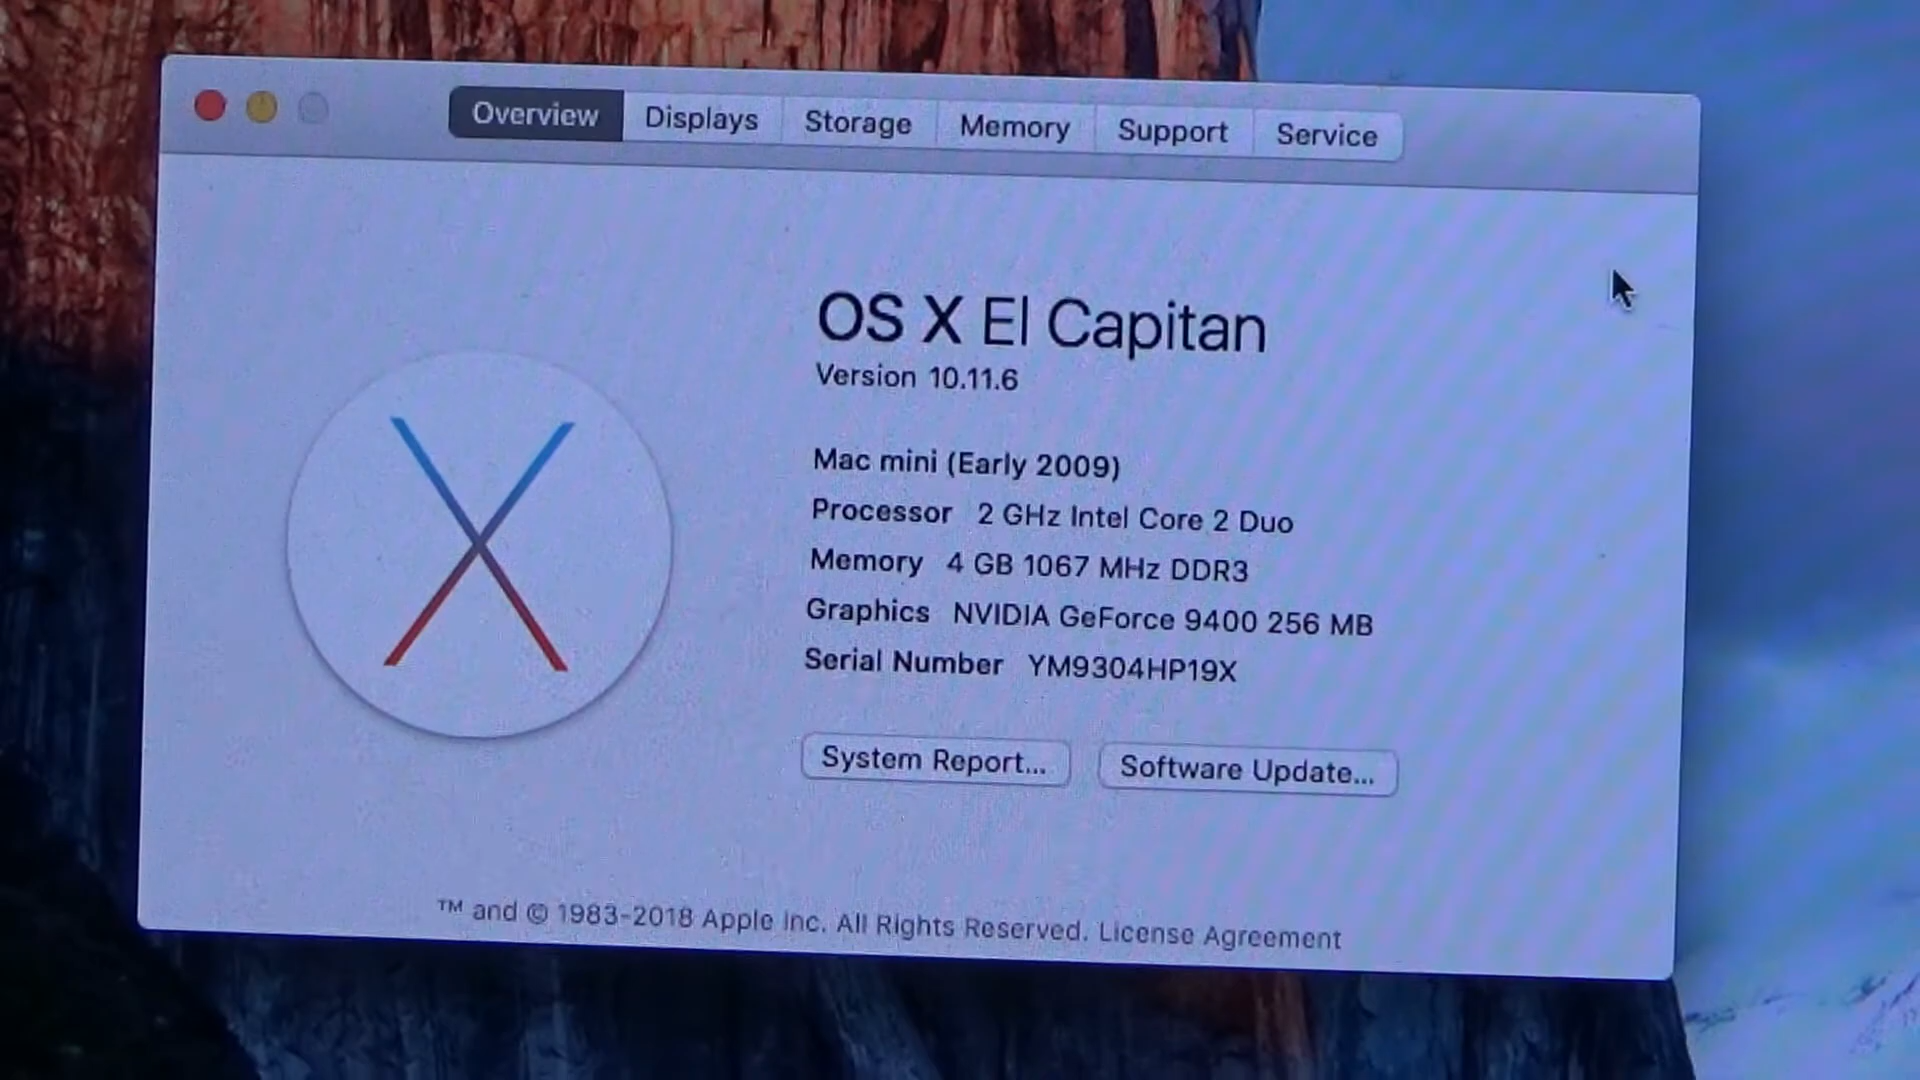 Overview Displays Storage Memory Support Service
OS X El Capitan
Version 10.11.6
Mac mini (Early 2009)
Processor 2 GHz Intel Core 2 Duo
Memory 4 GB 1067 MHz DDR3
Graphics NVIDIA GeForce 9400 256 MB
Serial Number YM9304HP19X
System Report... Software Update...
™ and © 1983-2018 Apple Inc. All Rights Reserved. License Agreement